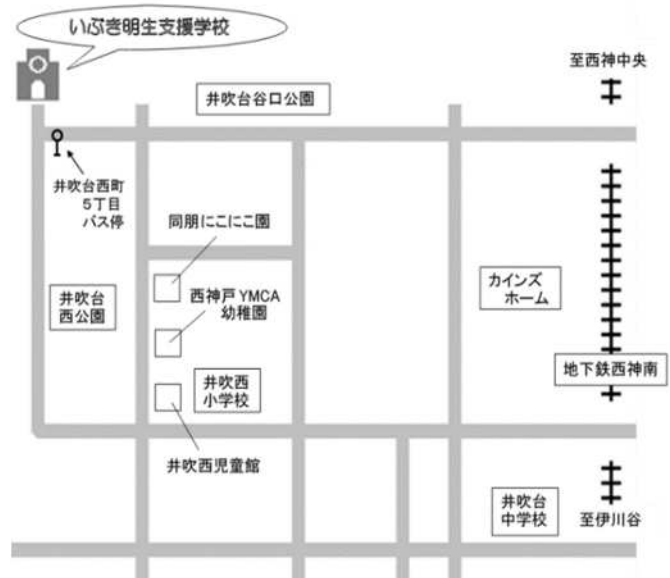 いぶき明生支援学校
至西神中央
井吹台谷口公園
井吹台西町
5丁目
バス停
同朋にこにこ園
井吹台
西公園
西神戸YMCA
幼稚園
カインズ
ホーム
地下鉄西神南
井吹西
小学校
井吹西児童館
井吹台
中学校
至伊川谷